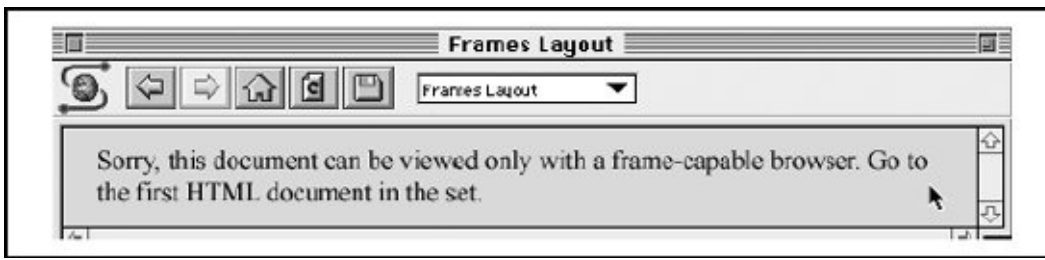 Frames Layout
Frames Layout
Sorry, this document can be viewed only with a frame-capable browser. Go to
the first HTML document in the set.